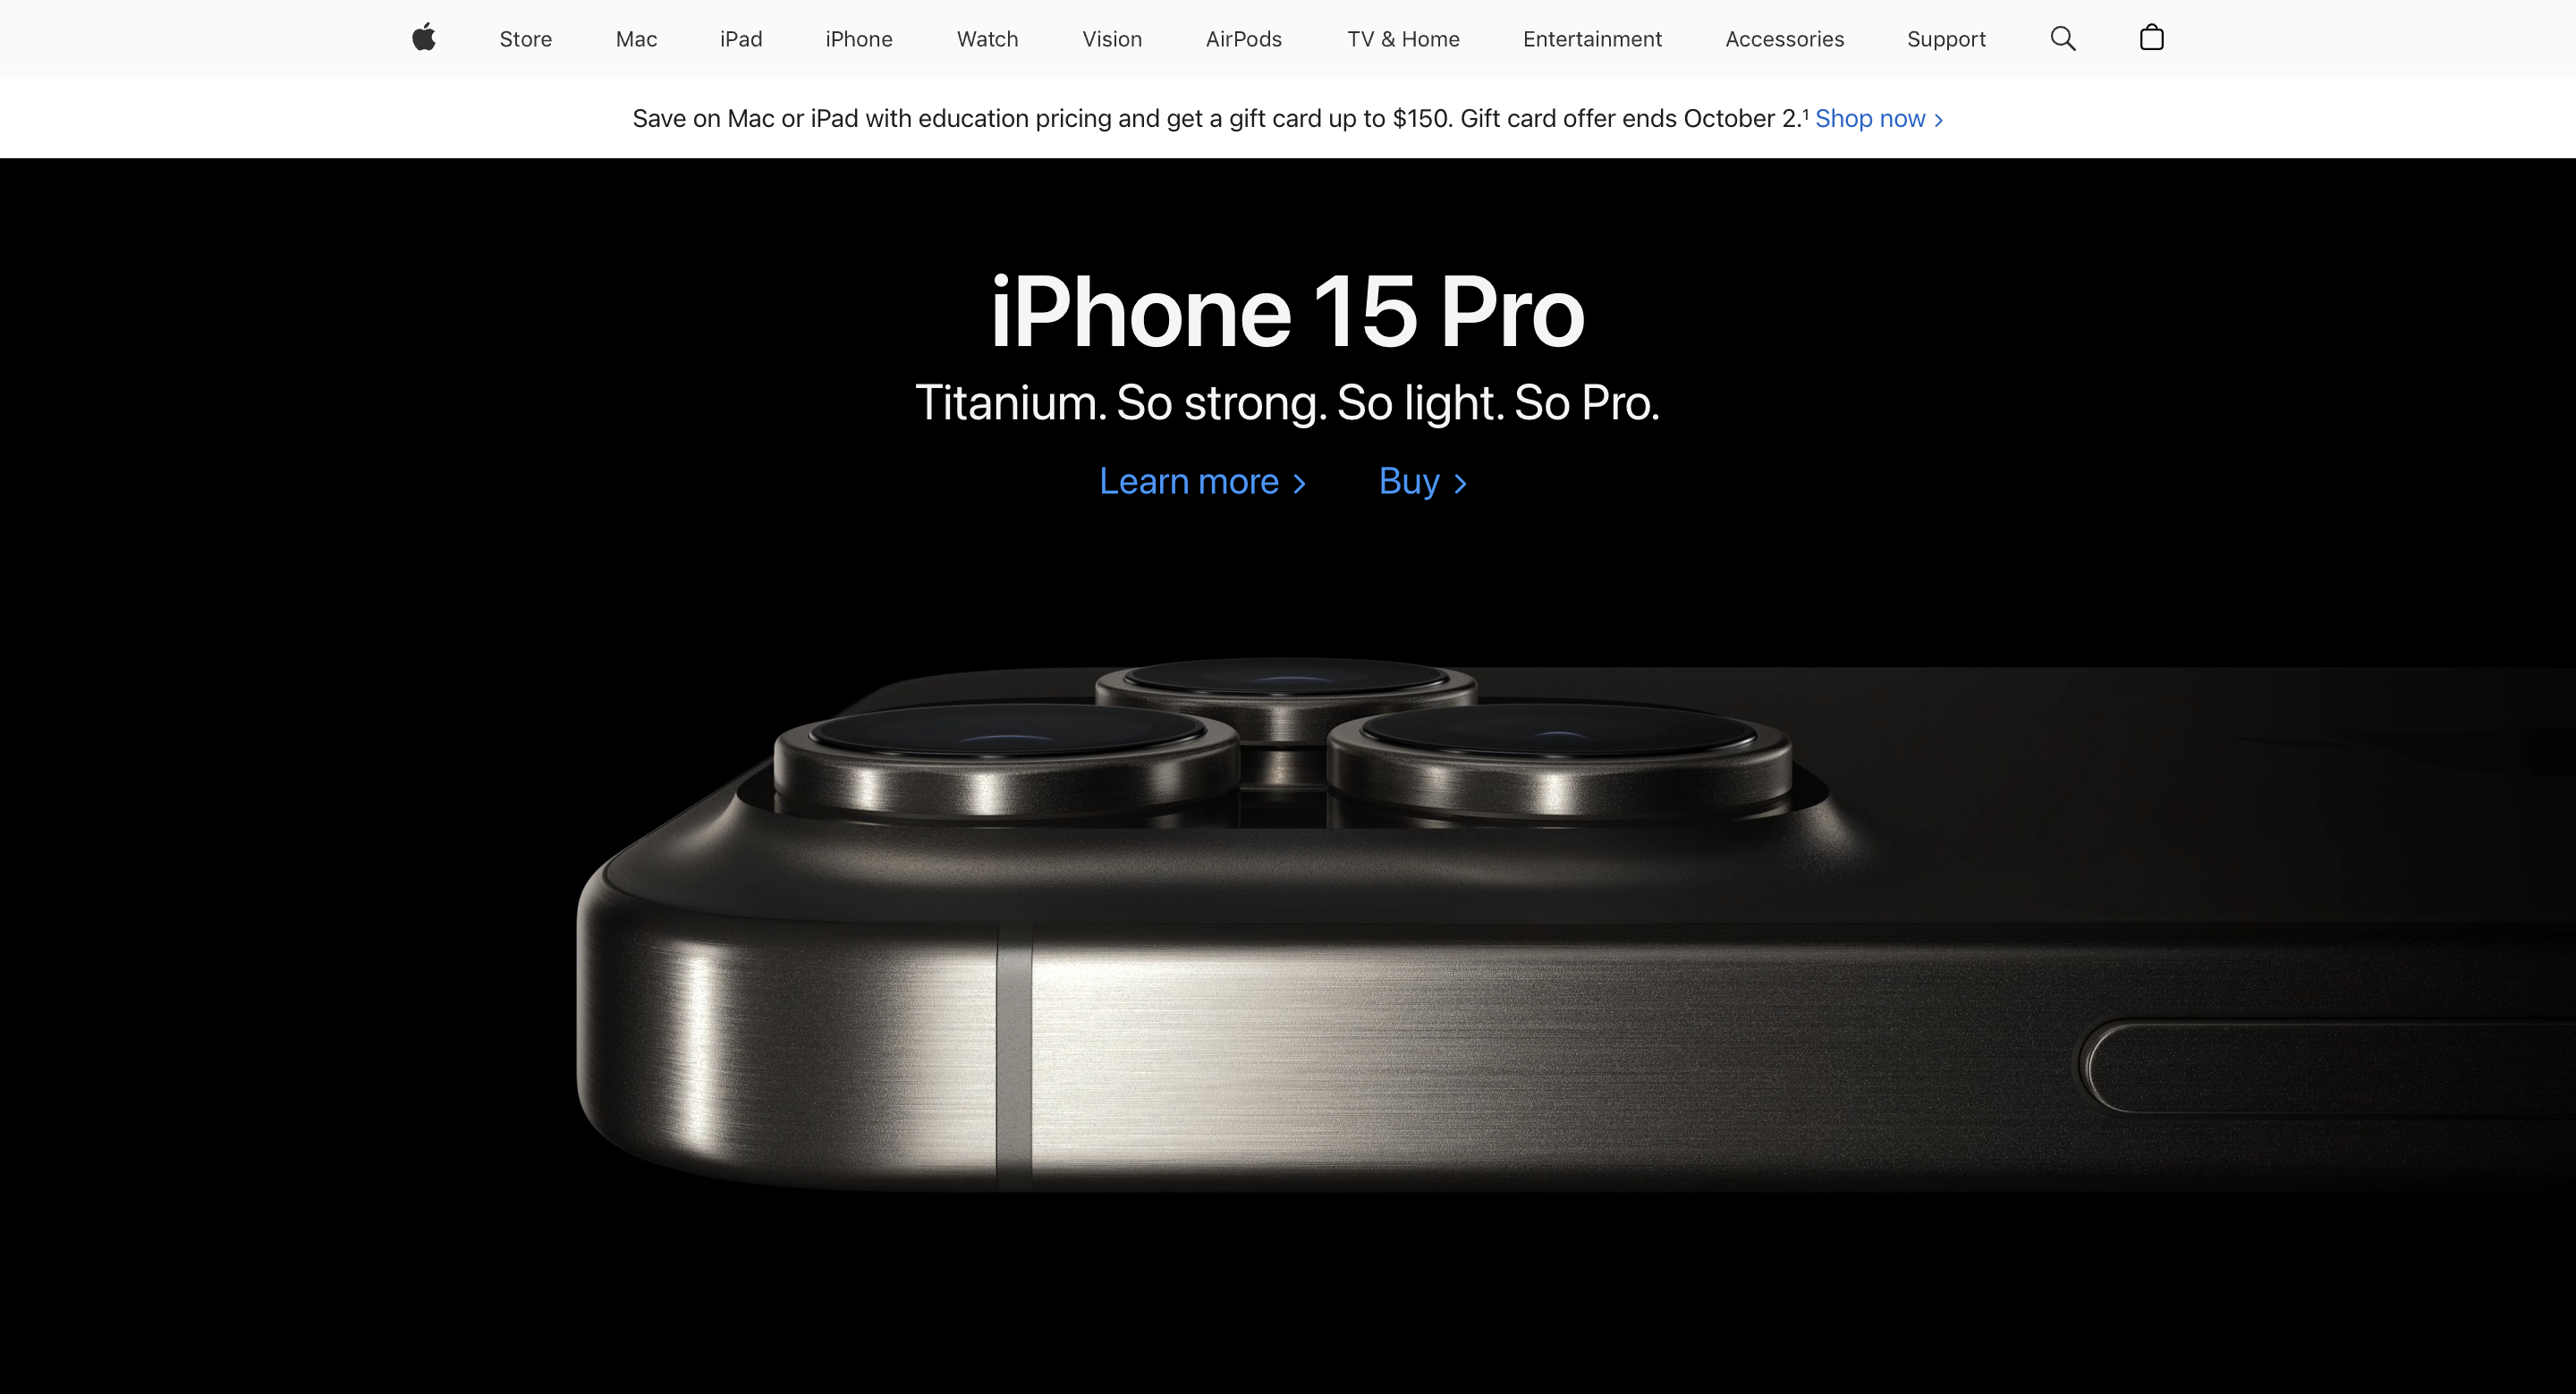 Store Mac iPad iPhone Watch Vision AirPods TV & Home Entertainment Accessories Support
Save on Mac or iPad with education pricing and get a gift card up to $150. Gift card offer ends October 2.¹ Shop now >
iPhone 15 Pro
Titanium. So strong. So light. So Pro.
Learn more > Buy >